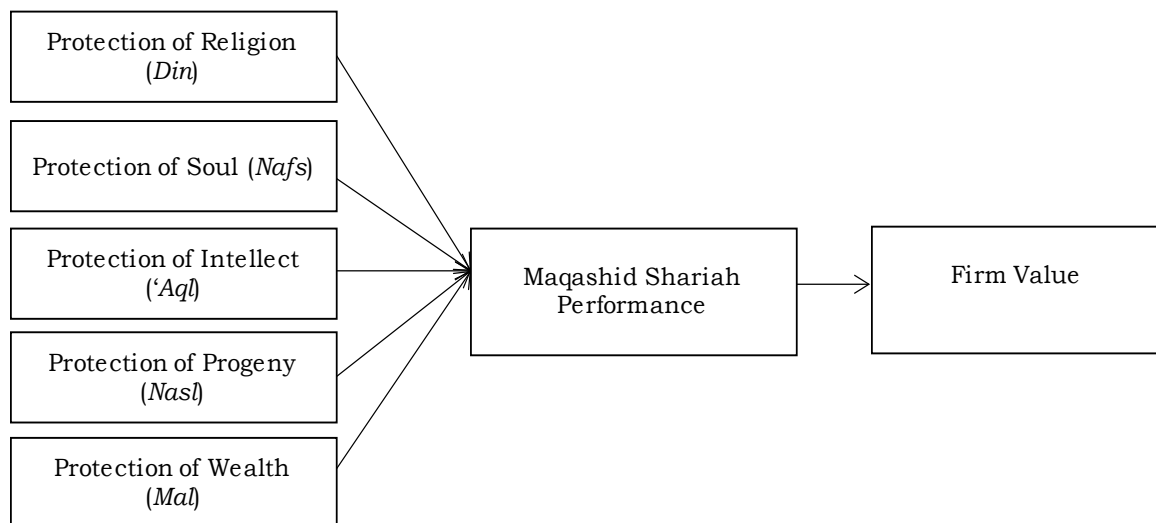 Protection of Religion
(Din)
Protection of Soul (Nafs)
Protection of Intellect
(‘Aql)
Protection of Progeny
(Nasl)
Protection of Wealth
(Mal)
Maqashid Shariah
Performance
Firm Value